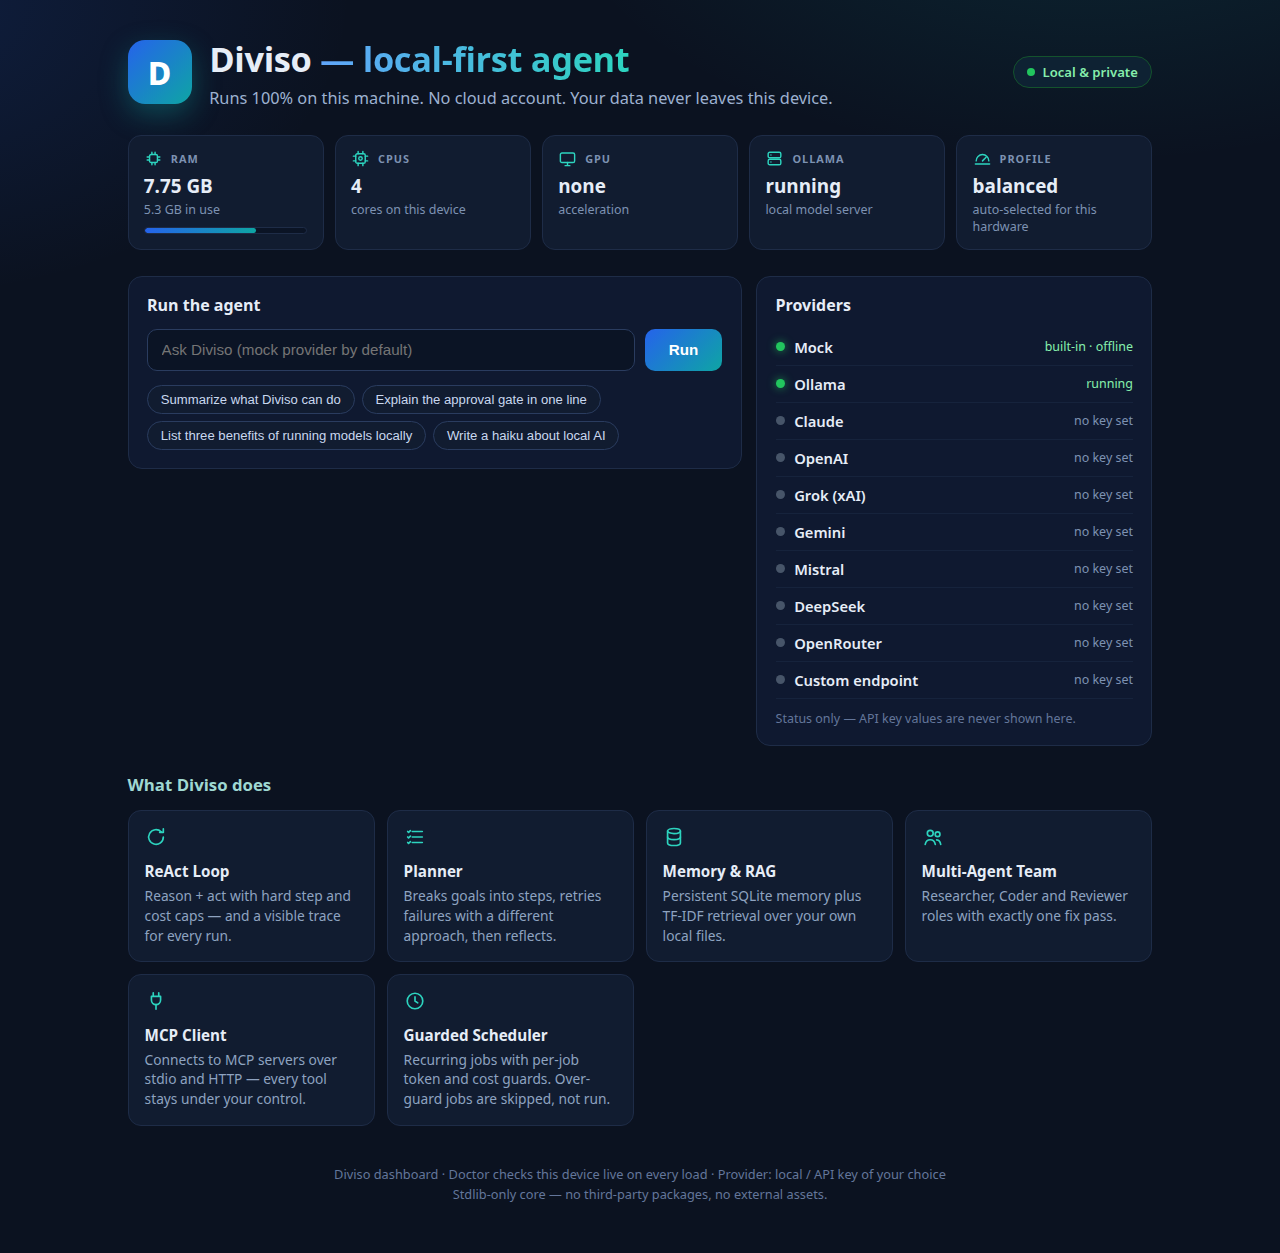 D
Diviso — local-first agent
Runs 100% on this machine. No cloud account. Your data never leaves this device.
Local & private
RAM
7.75 GB
5.3 GB in use
CPUS
4
cores on this device
GPU
none
acceleration
OLLAMA
running
local model server
PROFILE
balanced
auto-selected for this
hardware
Run the agent
Ask Diviso (mock provider by default)
Run
Summarize what Diviso can do
Explain the approval gate in one line
List three benefits of running models locally
Write a haiku about local AI
Providers
Mock built-in · offline
Ollama running
Claude no key set
OpenAI no key set
Grok (xAI) no key set
Gemini no key set
Mistral no key set
DeepSeek no key set
OpenRouter no key set
Custom endpoint no key set
Status only — API key values are never shown here.
What Diviso does
ReAct Loop
Reason + act with hard step and
cost caps — and a visible trace
for every run.
Planner
Breaks goals into steps, retries
failures with a different
approach, then reflects.
Memory & RAG
Persistent SQLite memory plus
TF-IDF retrieval over your own
local files.
Multi-Agent Team
Researcher, Coder and Reviewer
roles with exactly one fix pass.
MCP Client
Connects to MCP servers over
stdio and HTTP — every tool
stays under your control.
Guarded Scheduler
Recurring jobs with per-job
token and cost guards. Over-
guard jobs are skipped, not run.
Diviso dashboard · Doctor checks this device live on every load · Provider: local / API key of your choice
Stdlib-only core — no third-party packages, no external assets.